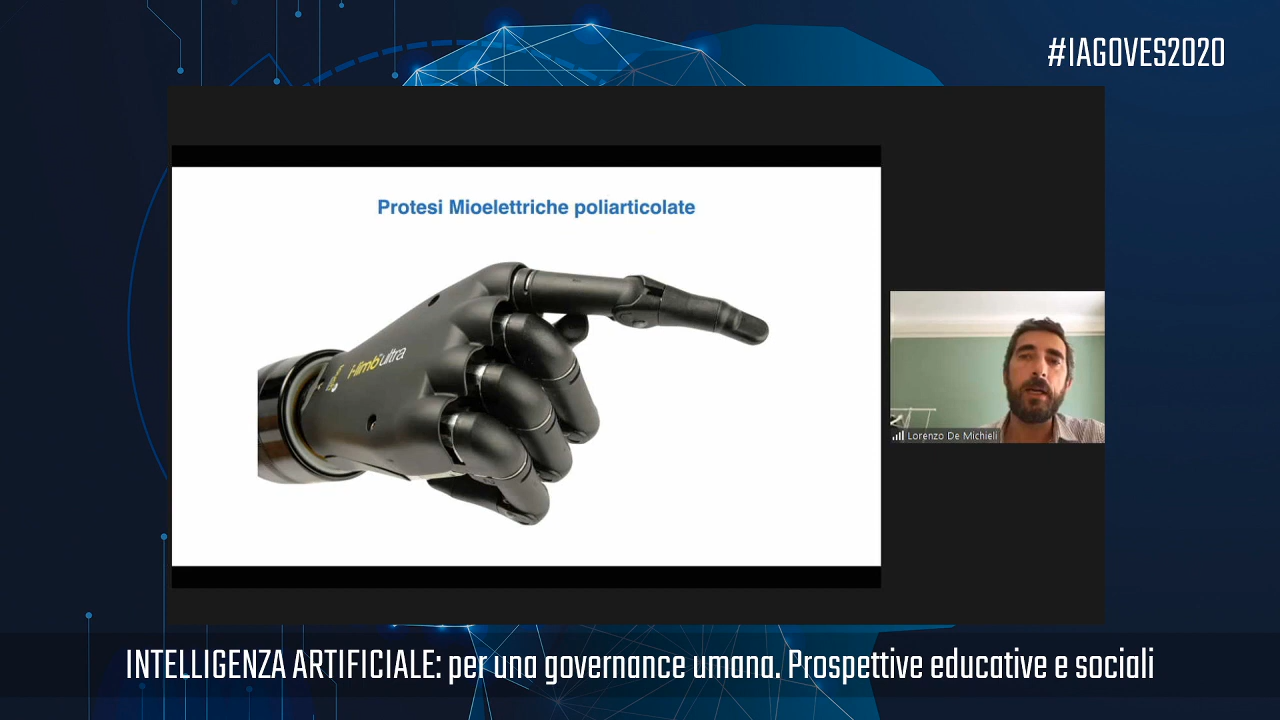 #IAGOVES2020
Protesi Mioelettriche poliarticolate
i-limb ultra
Lorenzo De Michieli
INTELLIGENZA ARTIFICIALE: per una governance umana. Prospettive educative e sociali